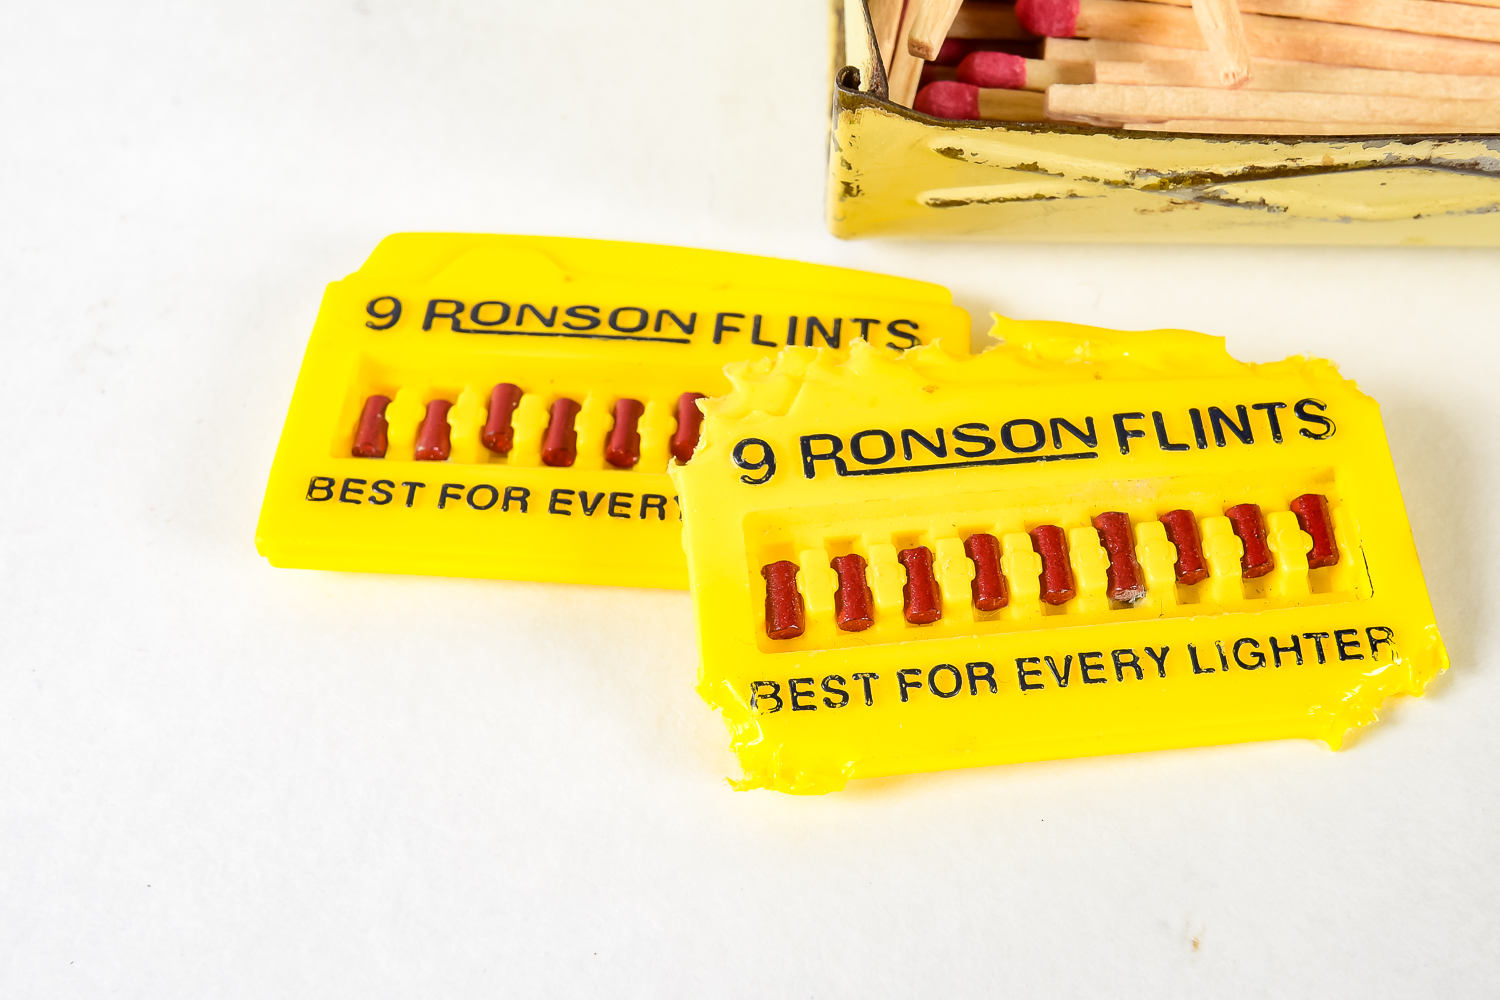 9 RONSON FLINTS
BEST FOR EVERY
9 RONSON FLINTS
BEST FOR EVERY LIGHTER